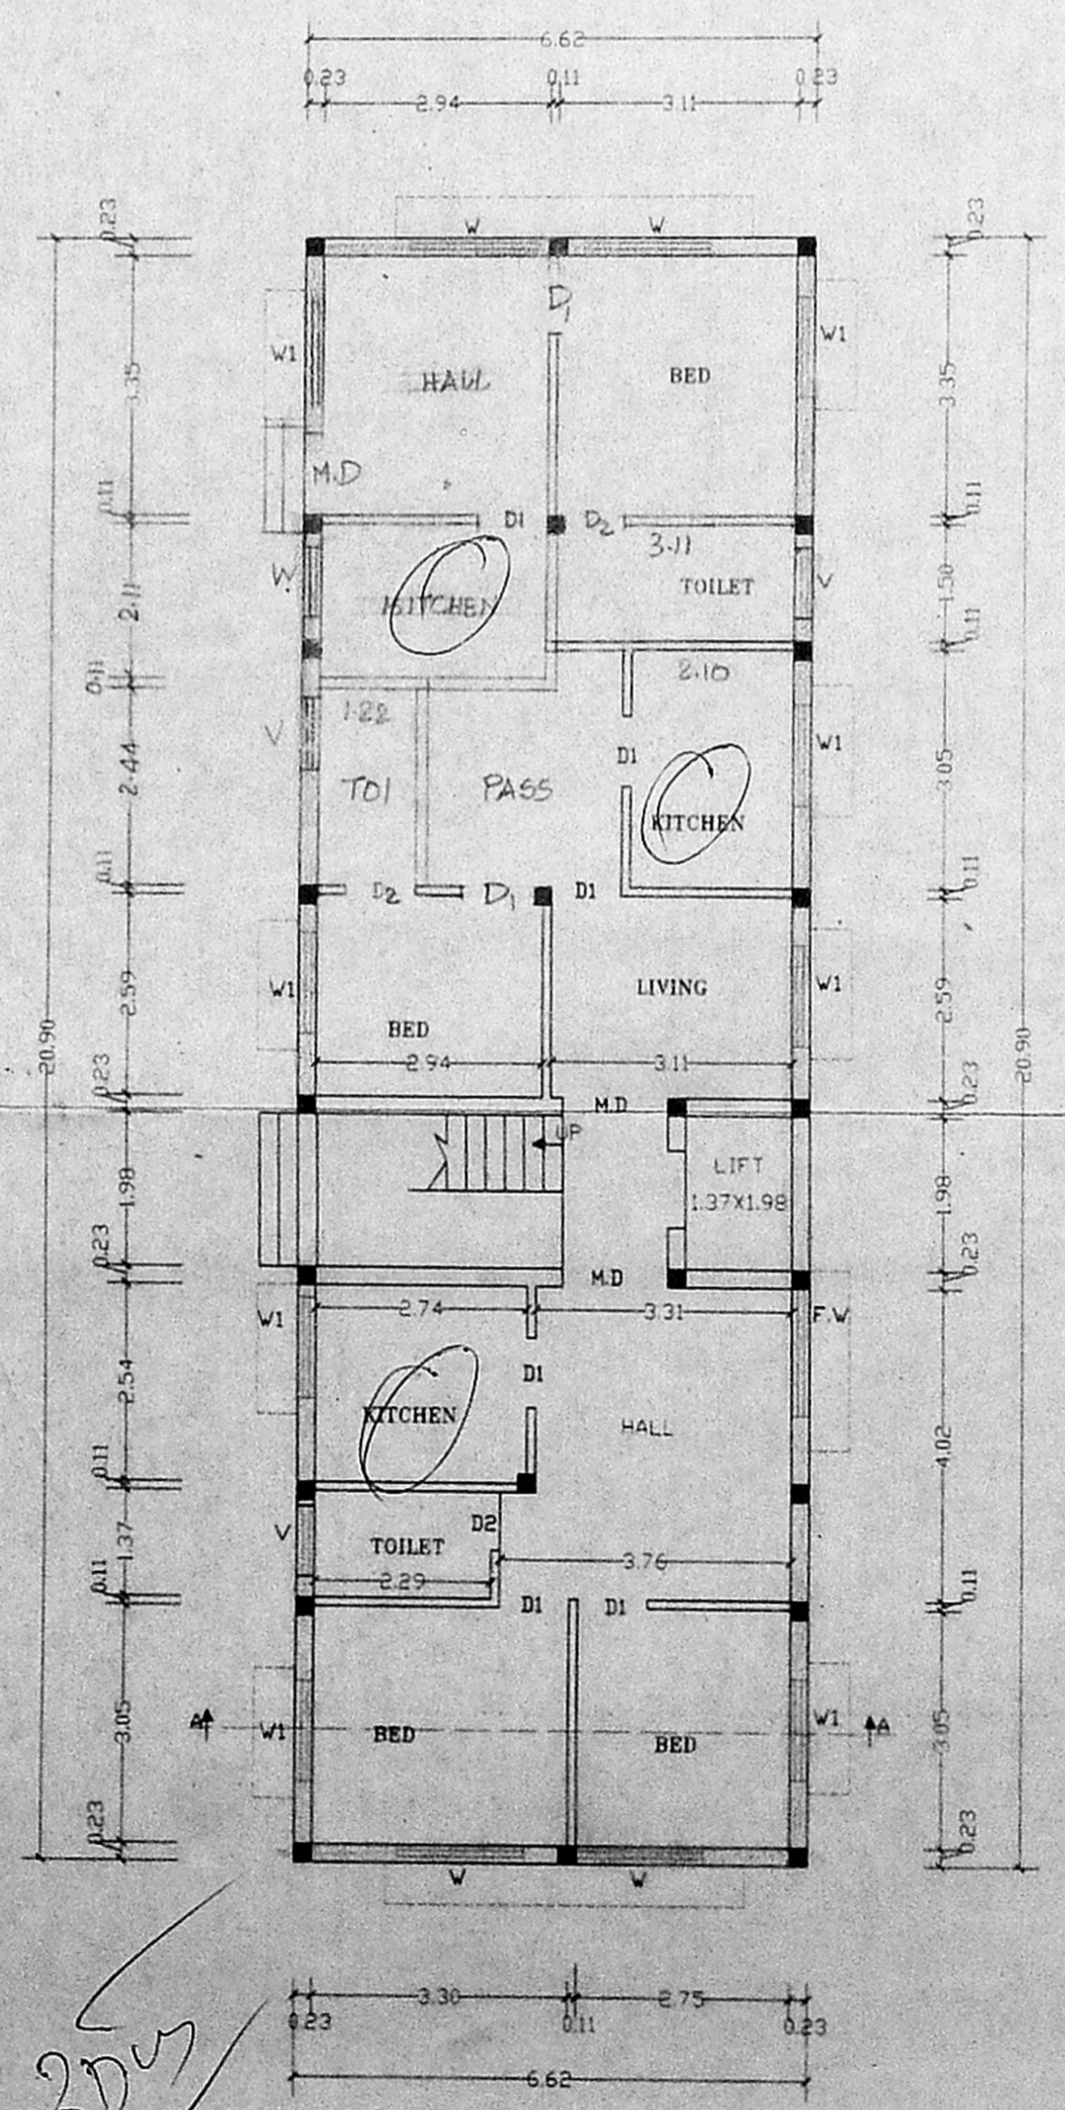 6.62
0.23 0.11 0.23
2.94 3.11
W W
0.23 0.23
D1
W1 W1
3.35 HALL BED 3.35
M.D
0.11 D1 D2 0.11
3.11
W 2.11 KITCHEN TOILET V 1.50
0.11
0.11 2.10
1.22
V W1
D1
2.44 TOI PASS 3.05
KITCHEN
0.11 D2 D1 D1 0.11
W1 LIVING W1
2.59 2.59
BED
20.90 20.90
2.94 3.11
0.23 M.D 0.23
UP
LIFT
1.98 1.37X1.98 1.98
0.23 M.D 0.23
W1 2.74 3.31 F.W
D1
2.54
KITCHEN HALL
4.02
0.11
V D2
1.37 TOILET
3.76
2.29
0.11 D1 D1 0.11
A A
W1 W1
3.05 BED BED 3.05
0.23 0.23
W W
3.30 2.75
0.23 0.11 0.23
6.62